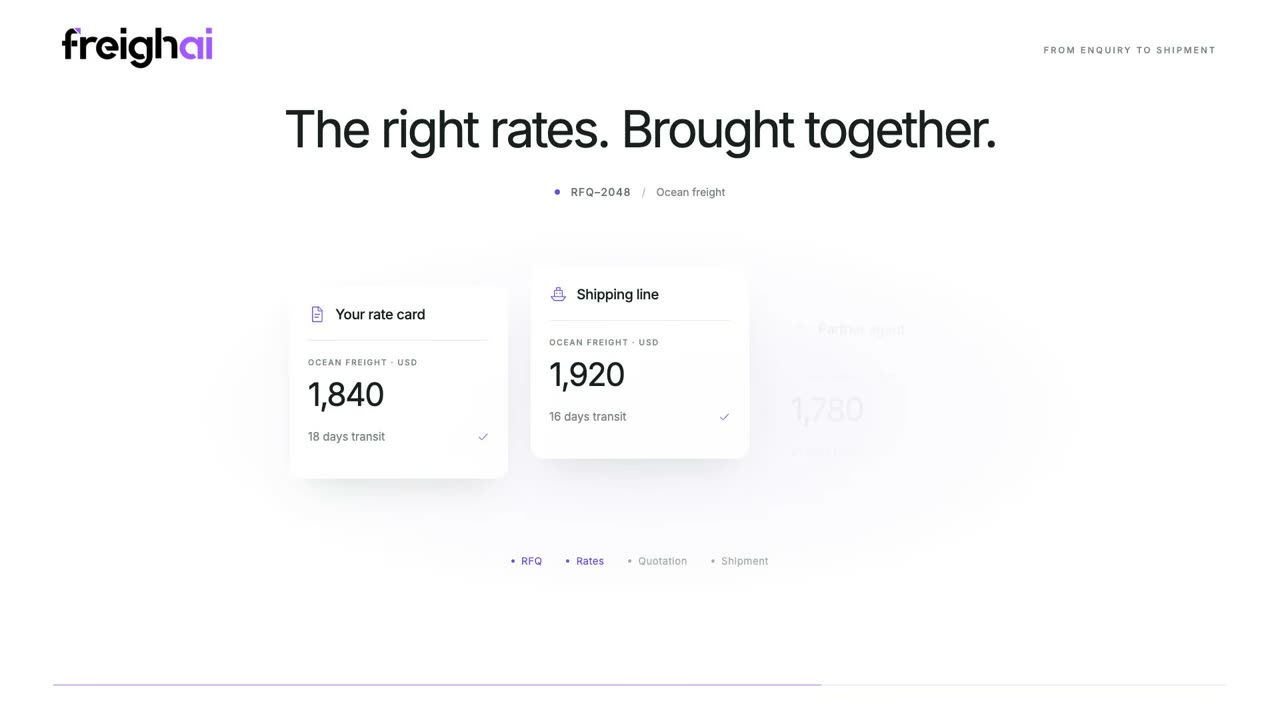 freighai
FROM ENQUIRY TO SHIPMENT
The right rates. Brought together.
RFQ–2048 / Ocean freight
Your rate card
OCEAN FREIGHT · USD
1,840
18 days transit
Shipping line
OCEAN FREIGHT · USD
1,920
16 days transit
Partner agent
1,780
• RFQ • Rates • Quotation • Shipment